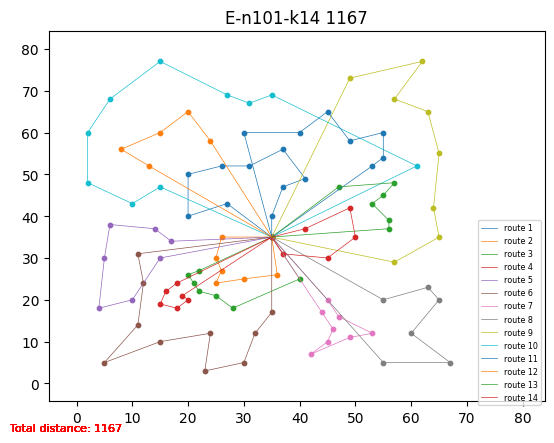 E-n101-k14 1167
80
70
60
50
40
30
20
10
0
route 1
route 2
route 3
route 4
route 5
route 6
route 7
route 8
route 9
route 10
route 11
route 12
route 13
route 14
0 10 20 30 40 50 60 70 80
Total distance: 1167